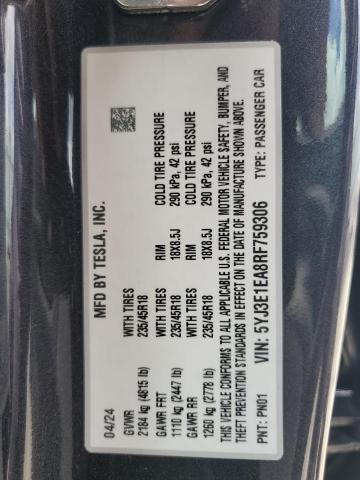 MFD BY TESLA, INC.
04/24
GVWR WITH TIRES RIM COLD TIRE PRESSURE
2184 kg (4815 lb) 235/45R18 18X8.5J 290 kPa, 42 psi
GAWR FRT WITH TIRES RIM COLD TIRE PRESSURE
1110 kg (2447 lb) 235/45R18 18X8.5J 290 kPa, 42 psi
GAWR RR
1260 kg (2778 lb) 235/45R18
THIS VEHICLE CONFORMS TO ALL APPLICABLE U.S. FEDERAL MOTOR VEHICLE SAFETY, BUMPER, AND
THEFT PREVENTION STANDARDS IN EFFECT ON THE DATE OF MANUFACTURE SHOWN ABOVE.
VIN: 5YJ3E1EA8RF759306
PNT: PN01 TYPE: PASSENGER CAR